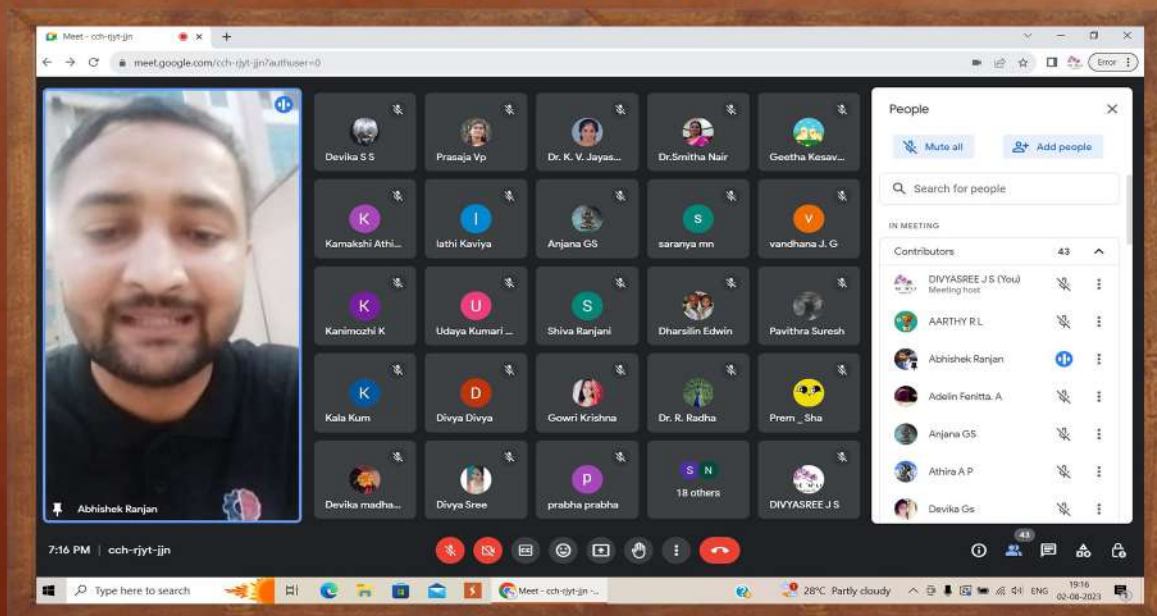 Meet - cch-rjyt-jjn
meet.google.com/cch-rjyt-jjn?authuser=0
Error
Devika S S
Prasaja Vp
Dr. K. V. Jayas...
Dr.Smitha Nair
Geetha Kesav...
K
Kamakshi Athi...
l
lathi Kaviya
Anjana GS
s
saranya mn
v
vandhana J. G
K
Kanimozhi K
U
Udaya Kumari ...
S
Shiva Ranjani
Dharsilin Edwin
Pavithra Suresh
K
Kala Kum
D
Divya Divya
Gowri Krishna
Dr. R. Radha
Prem _ Sha
Abhishek Ranjan
Devika madha...
Divya Sree
p
prabha prabha
S N
18 others
DIVYASREE J S
People
Mute all
Add people
Search for people
IN MEETING
Contributors 43
DIVYASREE J S (You)
Meeting host
AARTHY R L
Abhishek Ranjan
Adelin Fenitta. A
Anjana GS
Athira A P
Devika Gs
7:16 PM | cch-rjyt-jjn
CC
43
Type here to search
Meet - cch-rjyt-jjn -...
28°C Partly cloudy
ENG
19:16
02-08-2023